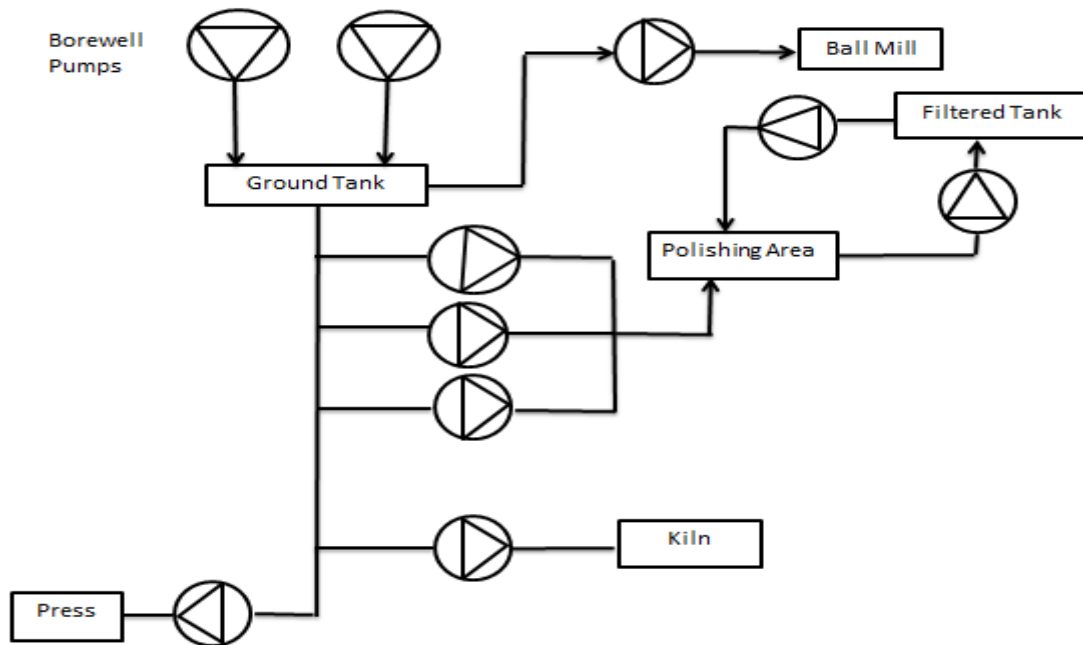 Borewell
Pumps
Ball Mill
Filtered Tank
Ground Tank
Polishing Area
Kiln
Press